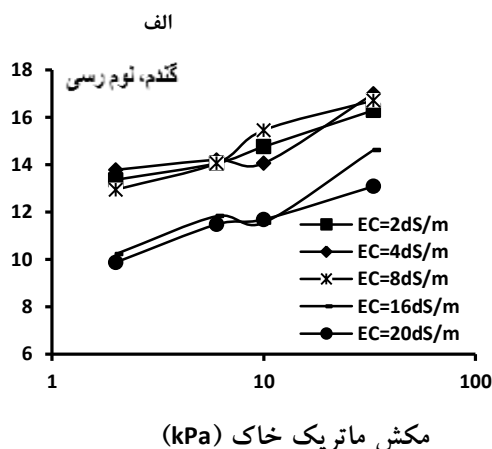 الف
گندم، لوم رسی
18
16
14
12
10
8
6
EC=2dS/m
EC=4dS/m
EC=8dS/m
EC=16dS/m
EC=20dS/m
1 10 100
مکش ماتریک خاک (kPa)